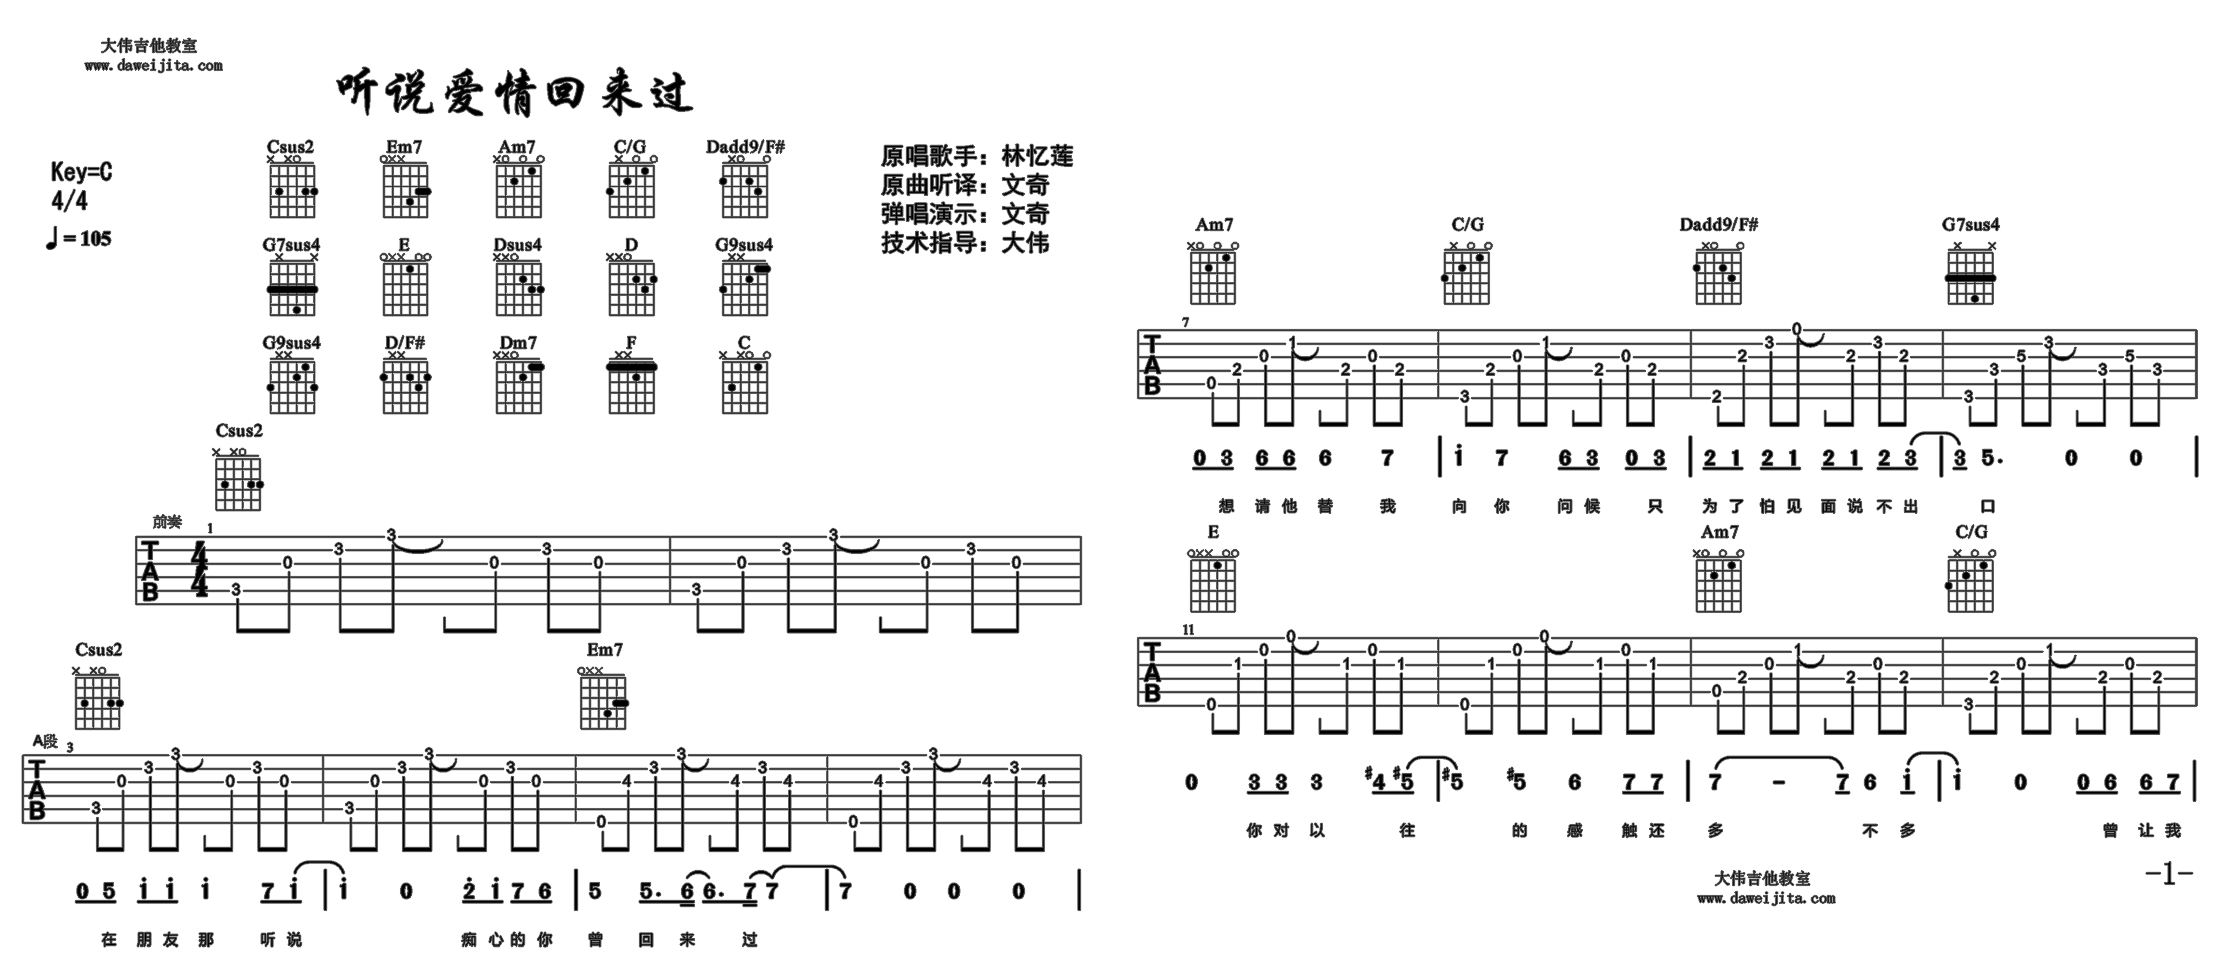 大伟吉他教室
www.daweijita.com
听说爱情回来过
Key=C
4/4
♩= 105
Csus2 Em7 Am7 C/G Dadd9/F#
G7sus4 E Dsus4 D G9sus4
G9sus4 D/F# Dm7 F C
原唱歌手：林忆莲
原曲听译：文奇
弹唱演示：文奇
技术指导：大伟
Csus2
前奏 1
T A B 4/4 3 0 3 3 0 3 0 3 0 3 3 0 3 0
Csus2 Em7
A段 3
T A B 3 0 3 3 0 3 0 3 0 3 3 0 3 0 0 4 3 3 4 3 4 0 4 3 3 4 3 4
0 5 i i i 7 i | i 0 2 i 7 6 | 5 5. 6 6. 7 7 | 7 0 0 0 |
在 朋 友 那 听 说 痴 心 的 你 曾 回 来 过
Am7 C/G Dadd9/F# G7sus4
7
T A B 0 2 0 1 2 0 2 3 2 0 1 2 0 2 2 2 3 0 2 3 2 3 3 5 3 3 5 3
0 3 6 6 6 7 | i 7 6 3 0 3 | 2 1 2 1 2 1 2 3 | 3 5. 0 0 |
想 请 他 替 我 向 你 问 候 只 为 了 怕 见 面 说 不 出 口
E Am7 C/G
11
T A B 0 1 0 0 1 0 1 0 1 0 0 1 0 1 0 2 0 1 2 0 2 3 2 0 1 2 0 2
0 3 3 3 #4 #5 | #5 #5 6 7 7 | 7 - 7 6 i | i 0 0 6 6 7 |
你 对 以 往 的 感 触 还 多 不 多 曾 让 我
大伟吉他教室
www.daweijita.com
-1-